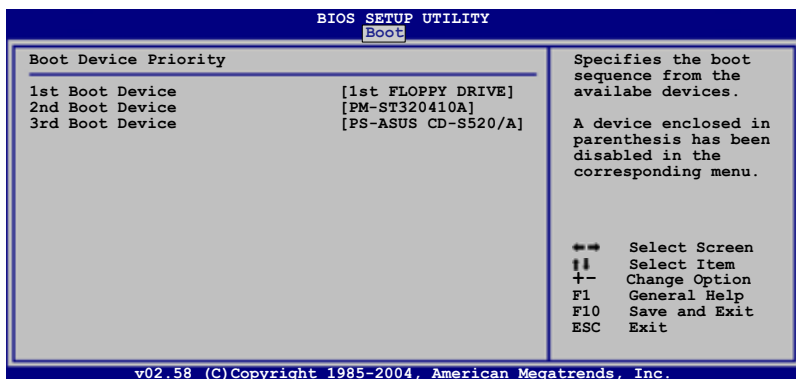 BIOS SETUP UTILITY
Boot
Boot Device Priority
1st Boot Device [1st FLOPPY DRIVE]
2nd Boot Device [PM-ST320410A]
3rd Boot Device [PS-ASUS CD-S520/A]
Specifies the boot
sequence from the
availabe devices.
A device enclosed in
parenthesis has been
disabled in the
corresponding menu.
←→ Select Screen
↑↓ Select Item
+- Change Option
F1 General Help
F10 Save and Exit
ESC Exit
v02.58 (C)Copyright 1985-2004, American Megatrends, Inc.